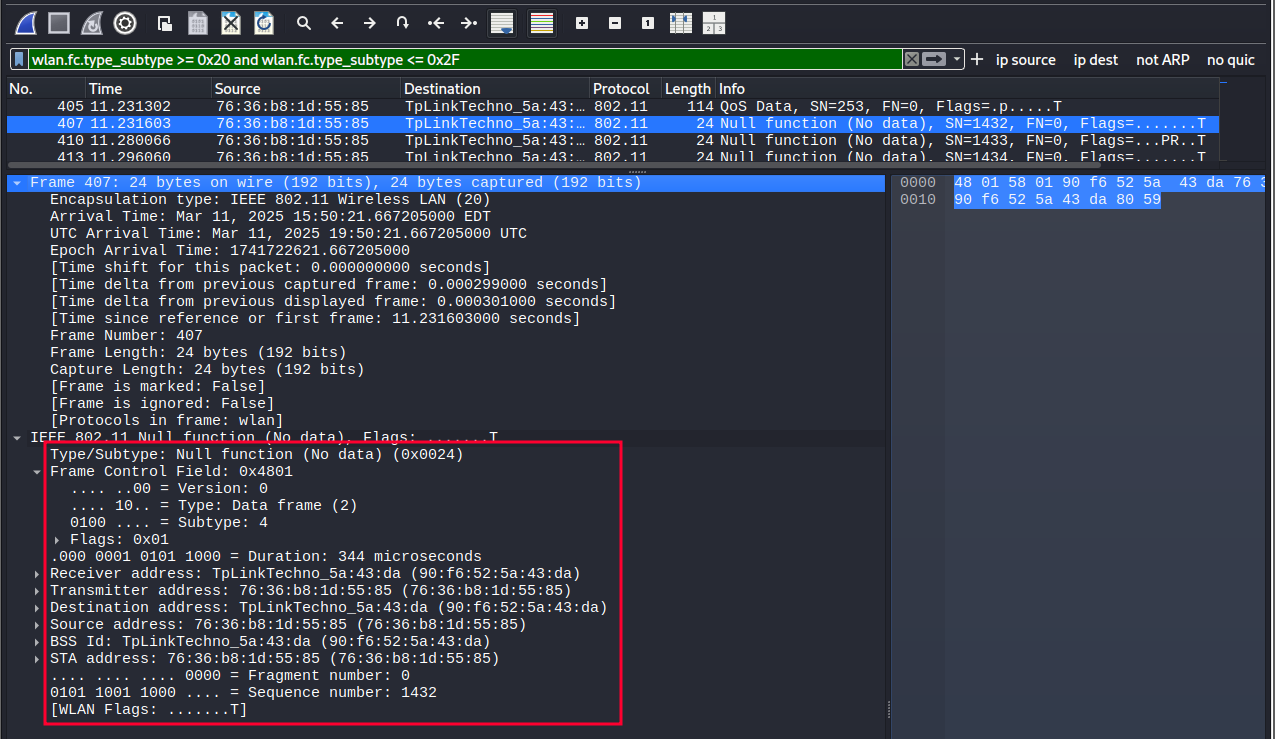 wlan.fc.type_subtype >= 0x20 and wlan.fc.type_subtype <= 0x2F
ip source ip dest not ARP no quic
No. Time Source Destination Protocol Length Info
405 11.231302 76:36:b8:1d:55:85 TpLinkTechno_5a:43:… 802.11 114 QoS Data, SN=253, FN=0, Flags=.p.....T
407 11.231603 76:36:b8:1d:55:85 TpLinkTechno_5a:43:… 802.11 24 Null function (No data), SN=1432, FN=0, Flags=.......T
410 11.280066 76:36:b8:1d:55:85 TpLinkTechno_5a:43:… 802.11 24 Null function (No data), SN=1433, FN=0, Flags=...PR..T
413 11.296060 76:36:b8:1d:55:85 TpLinkTechno_5a:43:… 802.11 24 Null function (No data), SN=1434, FN=0, Flags=.......T
Frame 407: 24 bytes on wire (192 bits), 24 bytes captured (192 bits)
Encapsulation type: IEEE 802.11 Wireless LAN (20)
Arrival Time: Mar 11, 2025 15:50:21.667205000 EDT
UTC Arrival Time: Mar 11, 2025 19:50:21.667205000 UTC
Epoch Arrival Time: 1741722621.667205000
[Time shift for this packet: 0.000000000 seconds]
[Time delta from previous captured frame: 0.000299000 seconds]
[Time delta from previous displayed frame: 0.000301000 seconds]
[Time since reference or first frame: 11.231603000 seconds]
Frame Number: 407
Frame Length: 24 bytes (192 bits)
Capture Length: 24 bytes (192 bits)
[Frame is marked: False]
[Frame is ignored: False]
[Protocols in frame: wlan]
IEEE 802.11 Null function (No data), Flags: .......T
Type/Subtype: Null function (No data) (0x0024)
Frame Control Field: 0x4801
.... ..00 = Version: 0
.... 10.. = Type: Data frame (2)
0100 .... = Subtype: 4
Flags: 0x01
.000 0001 0101 1000 = Duration: 344 microseconds
Receiver address: TpLinkTechno_5a:43:da (90:f6:52:5a:43:da)
Transmitter address: 76:36:b8:1d:55:85 (76:36:b8:1d:55:85)
Destination address: TpLinkTechno_5a:43:da (90:f6:52:5a:43:da)
Source address: 76:36:b8:1d:55:85 (76:36:b8:1d:55:85)
BSS Id: TpLinkTechno_5a:43:da (90:f6:52:5a:43:da)
STA address: 76:36:b8:1d:55:85 (76:36:b8:1d:55:85)
.... .... .... 0000 = Fragment number: 0
0101 1001 1000 .... = Sequence number: 1432
[WLAN Flags: .......T]
0000 48 01 58 01 90 f6 52 5a 43 da 76
0010 90 f6 52 5a 43 da 80 59